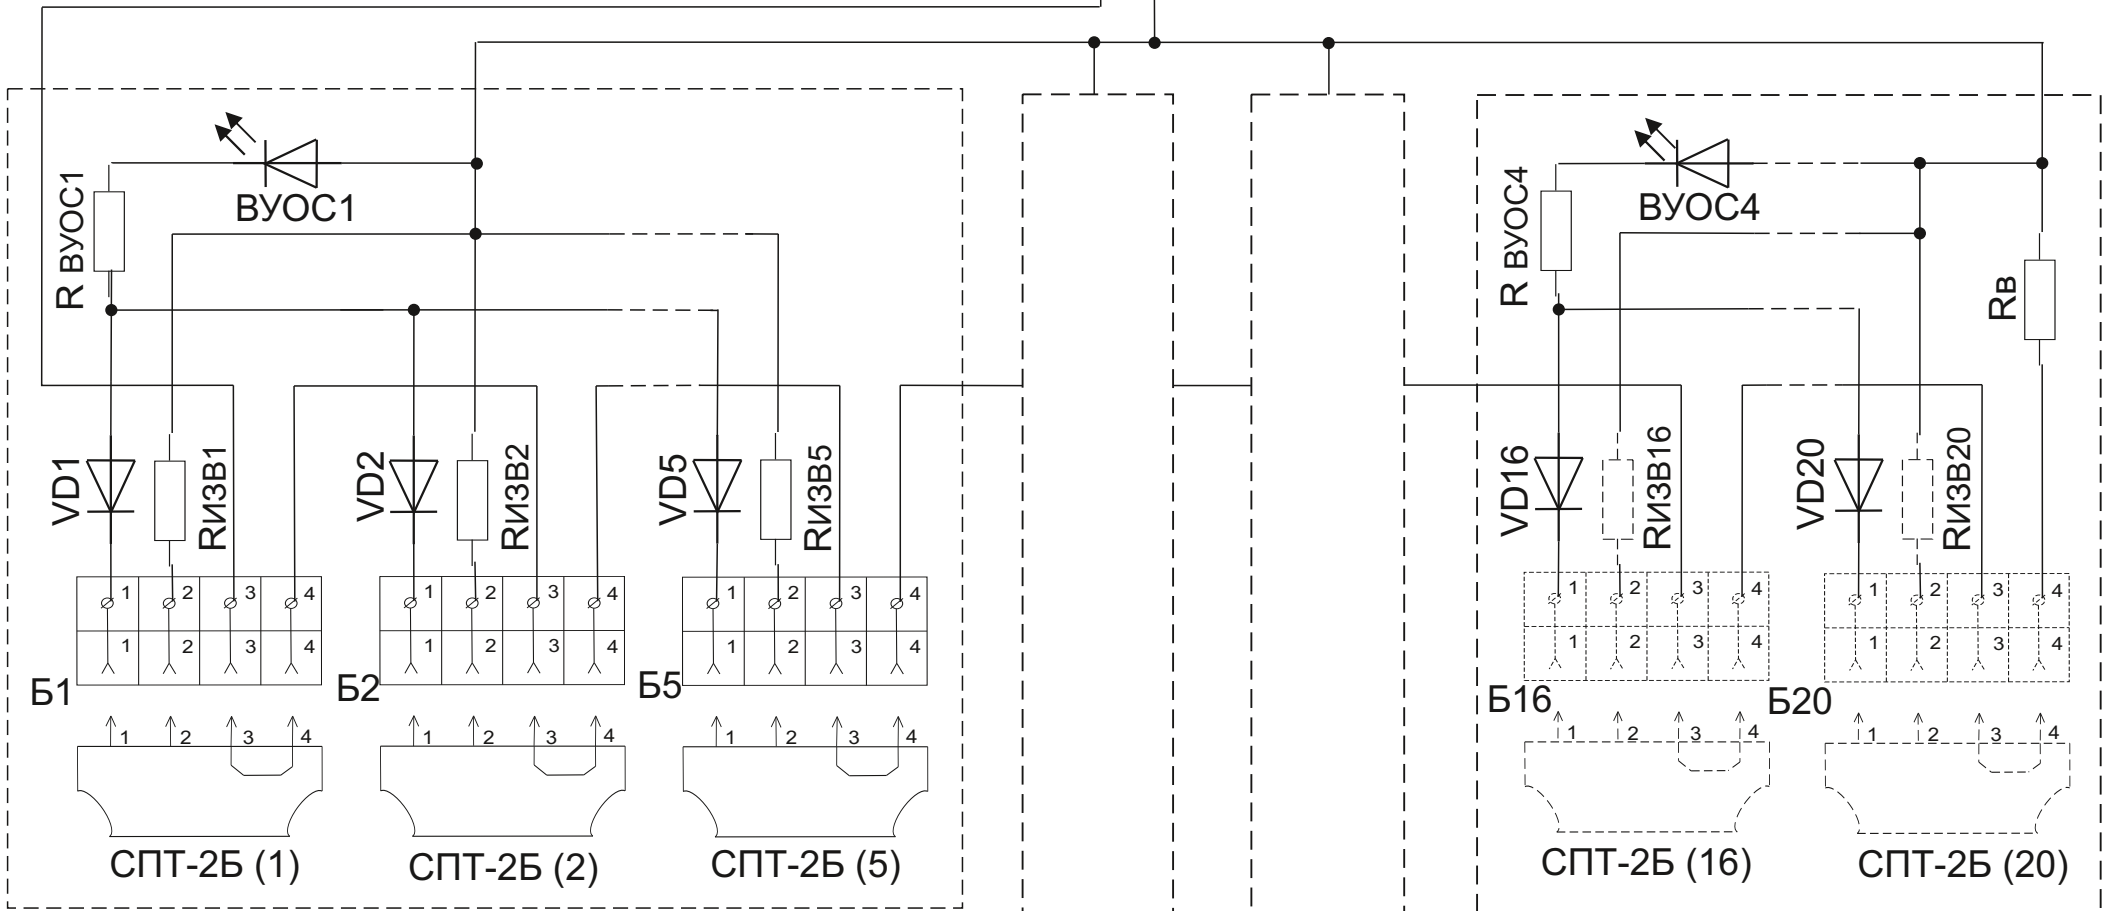 ВУОС1
R ВУОС1
ВУОС4
R ВУОС4
Rв
VD1
RИЗВ1
VD2
RИЗВ2
VD5
RИЗВ5
VD16
RИЗВ16
VD20
RИЗВ20
1 2 3 4
1 2 3 4
1 2 3 4
1 2 3 4
1 2 3 4
1 2 3 4
1 2 3 4
1 2 3 4
1 2 3 4
1 2 3 4
Б1
Б2
Б5
Б16
Б20
1 2 3 4
1 2 3 4
1 2 3 4
1 2 3 4
1 2 3 4
СПТ-2Б (1)
СПТ-2Б (2)
СПТ-2Б (5)
СПТ-2Б (16)
СПТ-2Б (20)